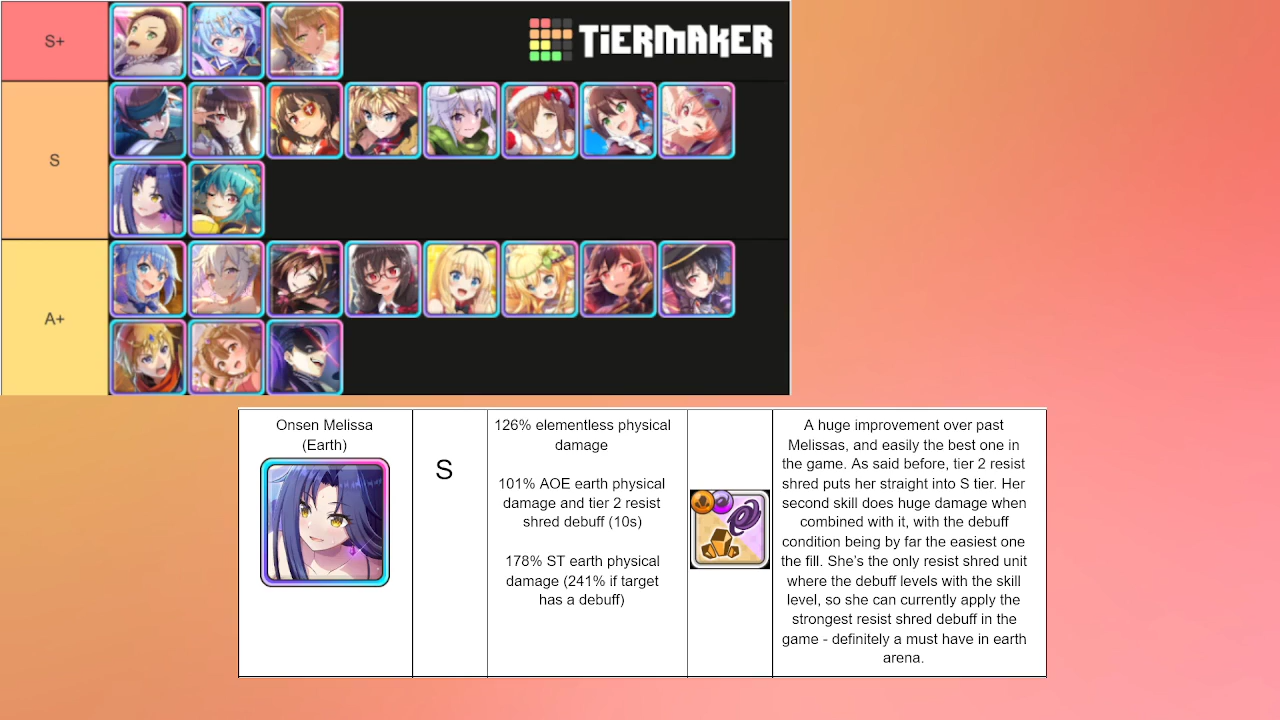 S+
TiERMAKER
S
A+
Onsen Melissa
(Earth)
S
126% elementless physical
damage
101% AOE earth physical
damage and tier 2 resist
shred debuff (10s)
178% ST earth physical
damage (241% if target
has a debuff)
A huge improvement over past
Melissas, and easily the best one in
the game. As said before, tier 2 resist
shred puts her straight into S tier. Her
second skill does huge damage when
combined with it, with the debuff
condition being by far the easiest one
the fill. She's the only resist shred unit
where the debuff levels with the skill
level, so she can currently apply the
strongest resist shred debuff in the
game - definitely a must have in earth
arena.